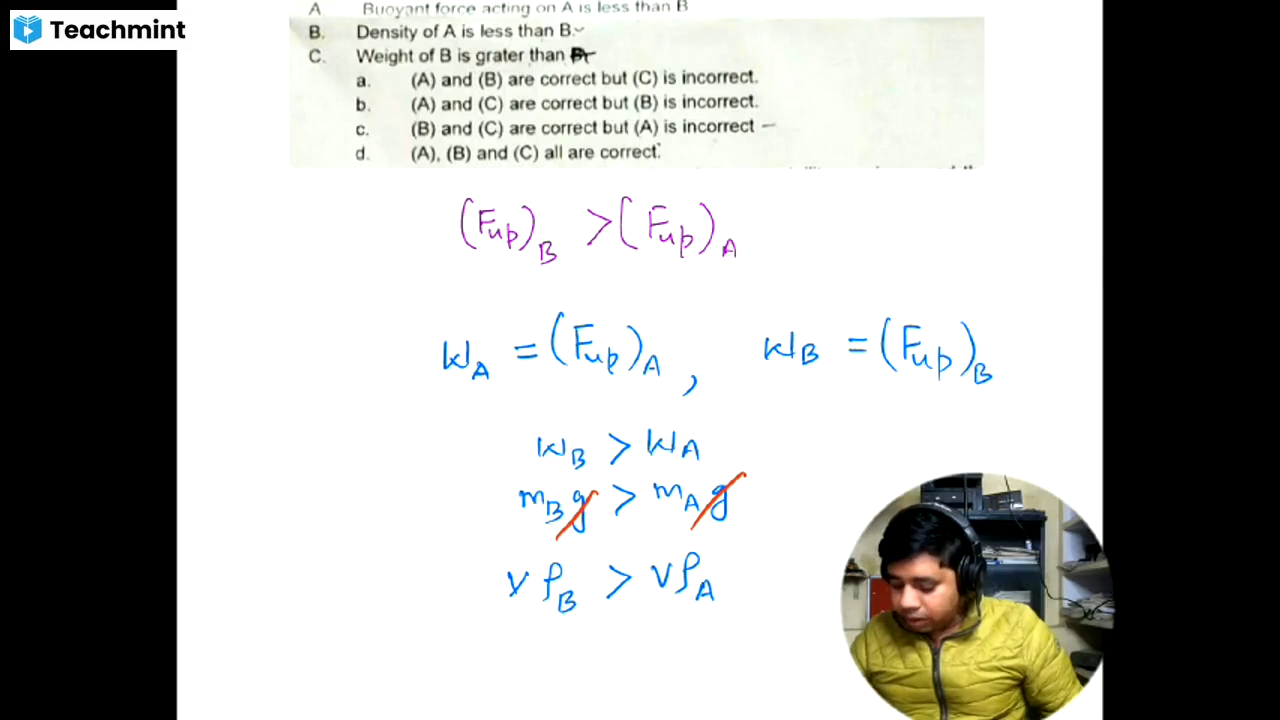 Teachmint
A. Buoyant force acting on A is less than B
B. Density of A is less than B.
C. Weight of B is grater than
a. (A) and (B) are correct but (C) is incorrect.
b. (A) and (C) are correct but (B) is incorrect.
c. (B) and (C) are correct but (A) is incorrect
d. (A), (B) and (C) all are correct.
(Fup)B > (Fup)A
WA = (Fup)A , WB = (Fup)B
WB > WA
mBg > mAg
VρB > VρA